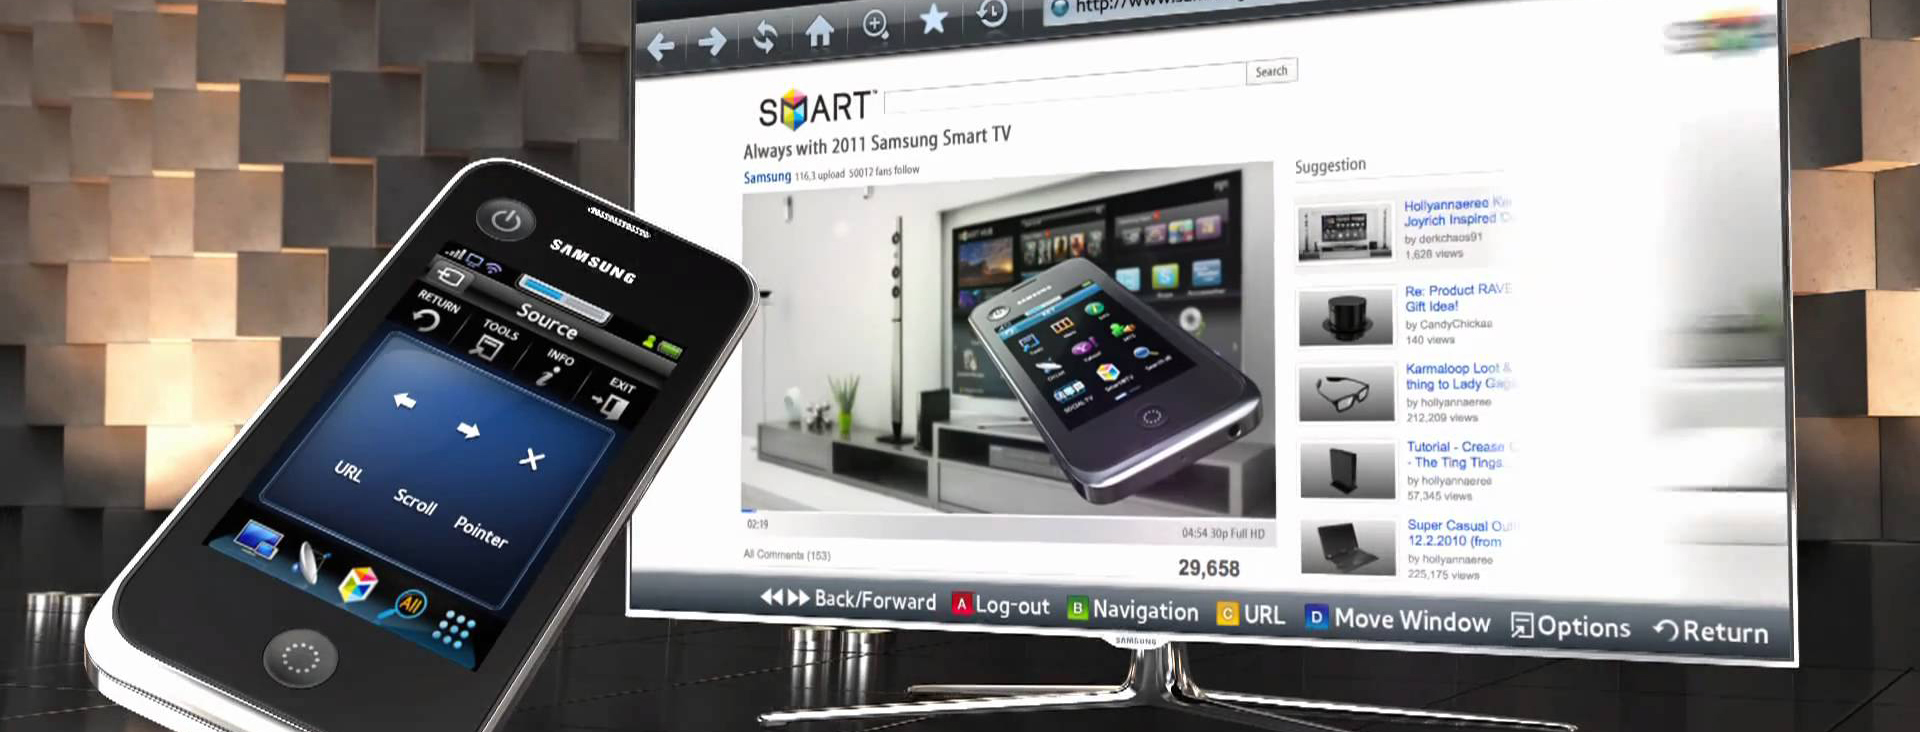 SMART™
Search
Always with 2011 Samsung Smart TV
Samsung 116,3 upload 50012 fans follow
02:19
04:54 30p Full HD
All Comments (153)
29,658
Suggestion
Hollyannaeree
Joyrich Inspired
by derkchaos91
1,628 views
Re: Product RAVE
Gift Idea!
by CandyChickas
140 views
Karmaloop Loot &
thing to Lady
by hollyannaeree
212,209 views
Tutorial - Crease
- The Ting Tings
by hollyannaeree
57,345 views
Super Casual
12.2.2010 (from
by hollyannaeree
225,175 views
Back/Forward A Log-out B Navigation C URL D Move Window Options Return
SAMSUNG
SAMSUNG
Source
RETURN TOOLS INFO EXIT
URL Scroll Pointer
All